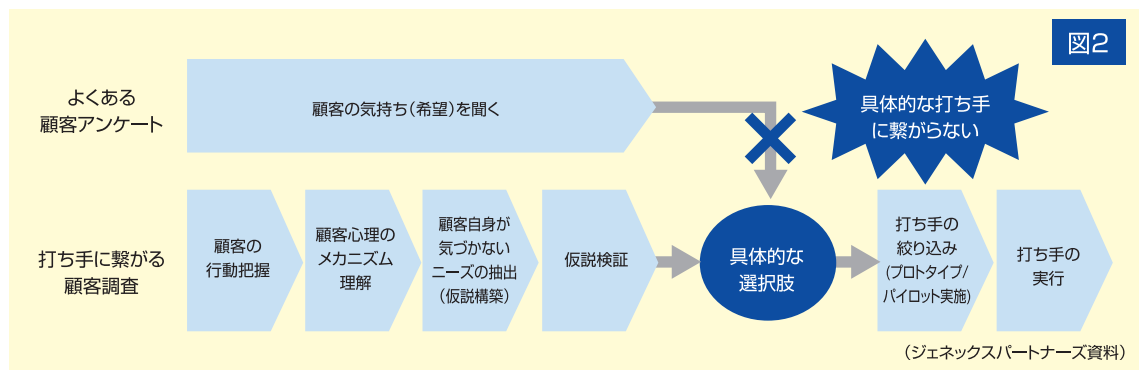 図2
よくある
顧客アンケート
顧客の気持ち（希望）を聞く
具体的な打ち手
に繋がらない
打ち手に繋がる
顧客調査
顧客の
行動把握
顧客心理の
メカニズム
理解
顧客自身が
気づかない
ニーズの抽出
（仮説構築）
仮説検証
具体的な
選択肢
打ち手の
絞り込み
(プロトタイプ/
パイロット実施)
打ち手の
実行
（ジェネックスパートナーズ資料）